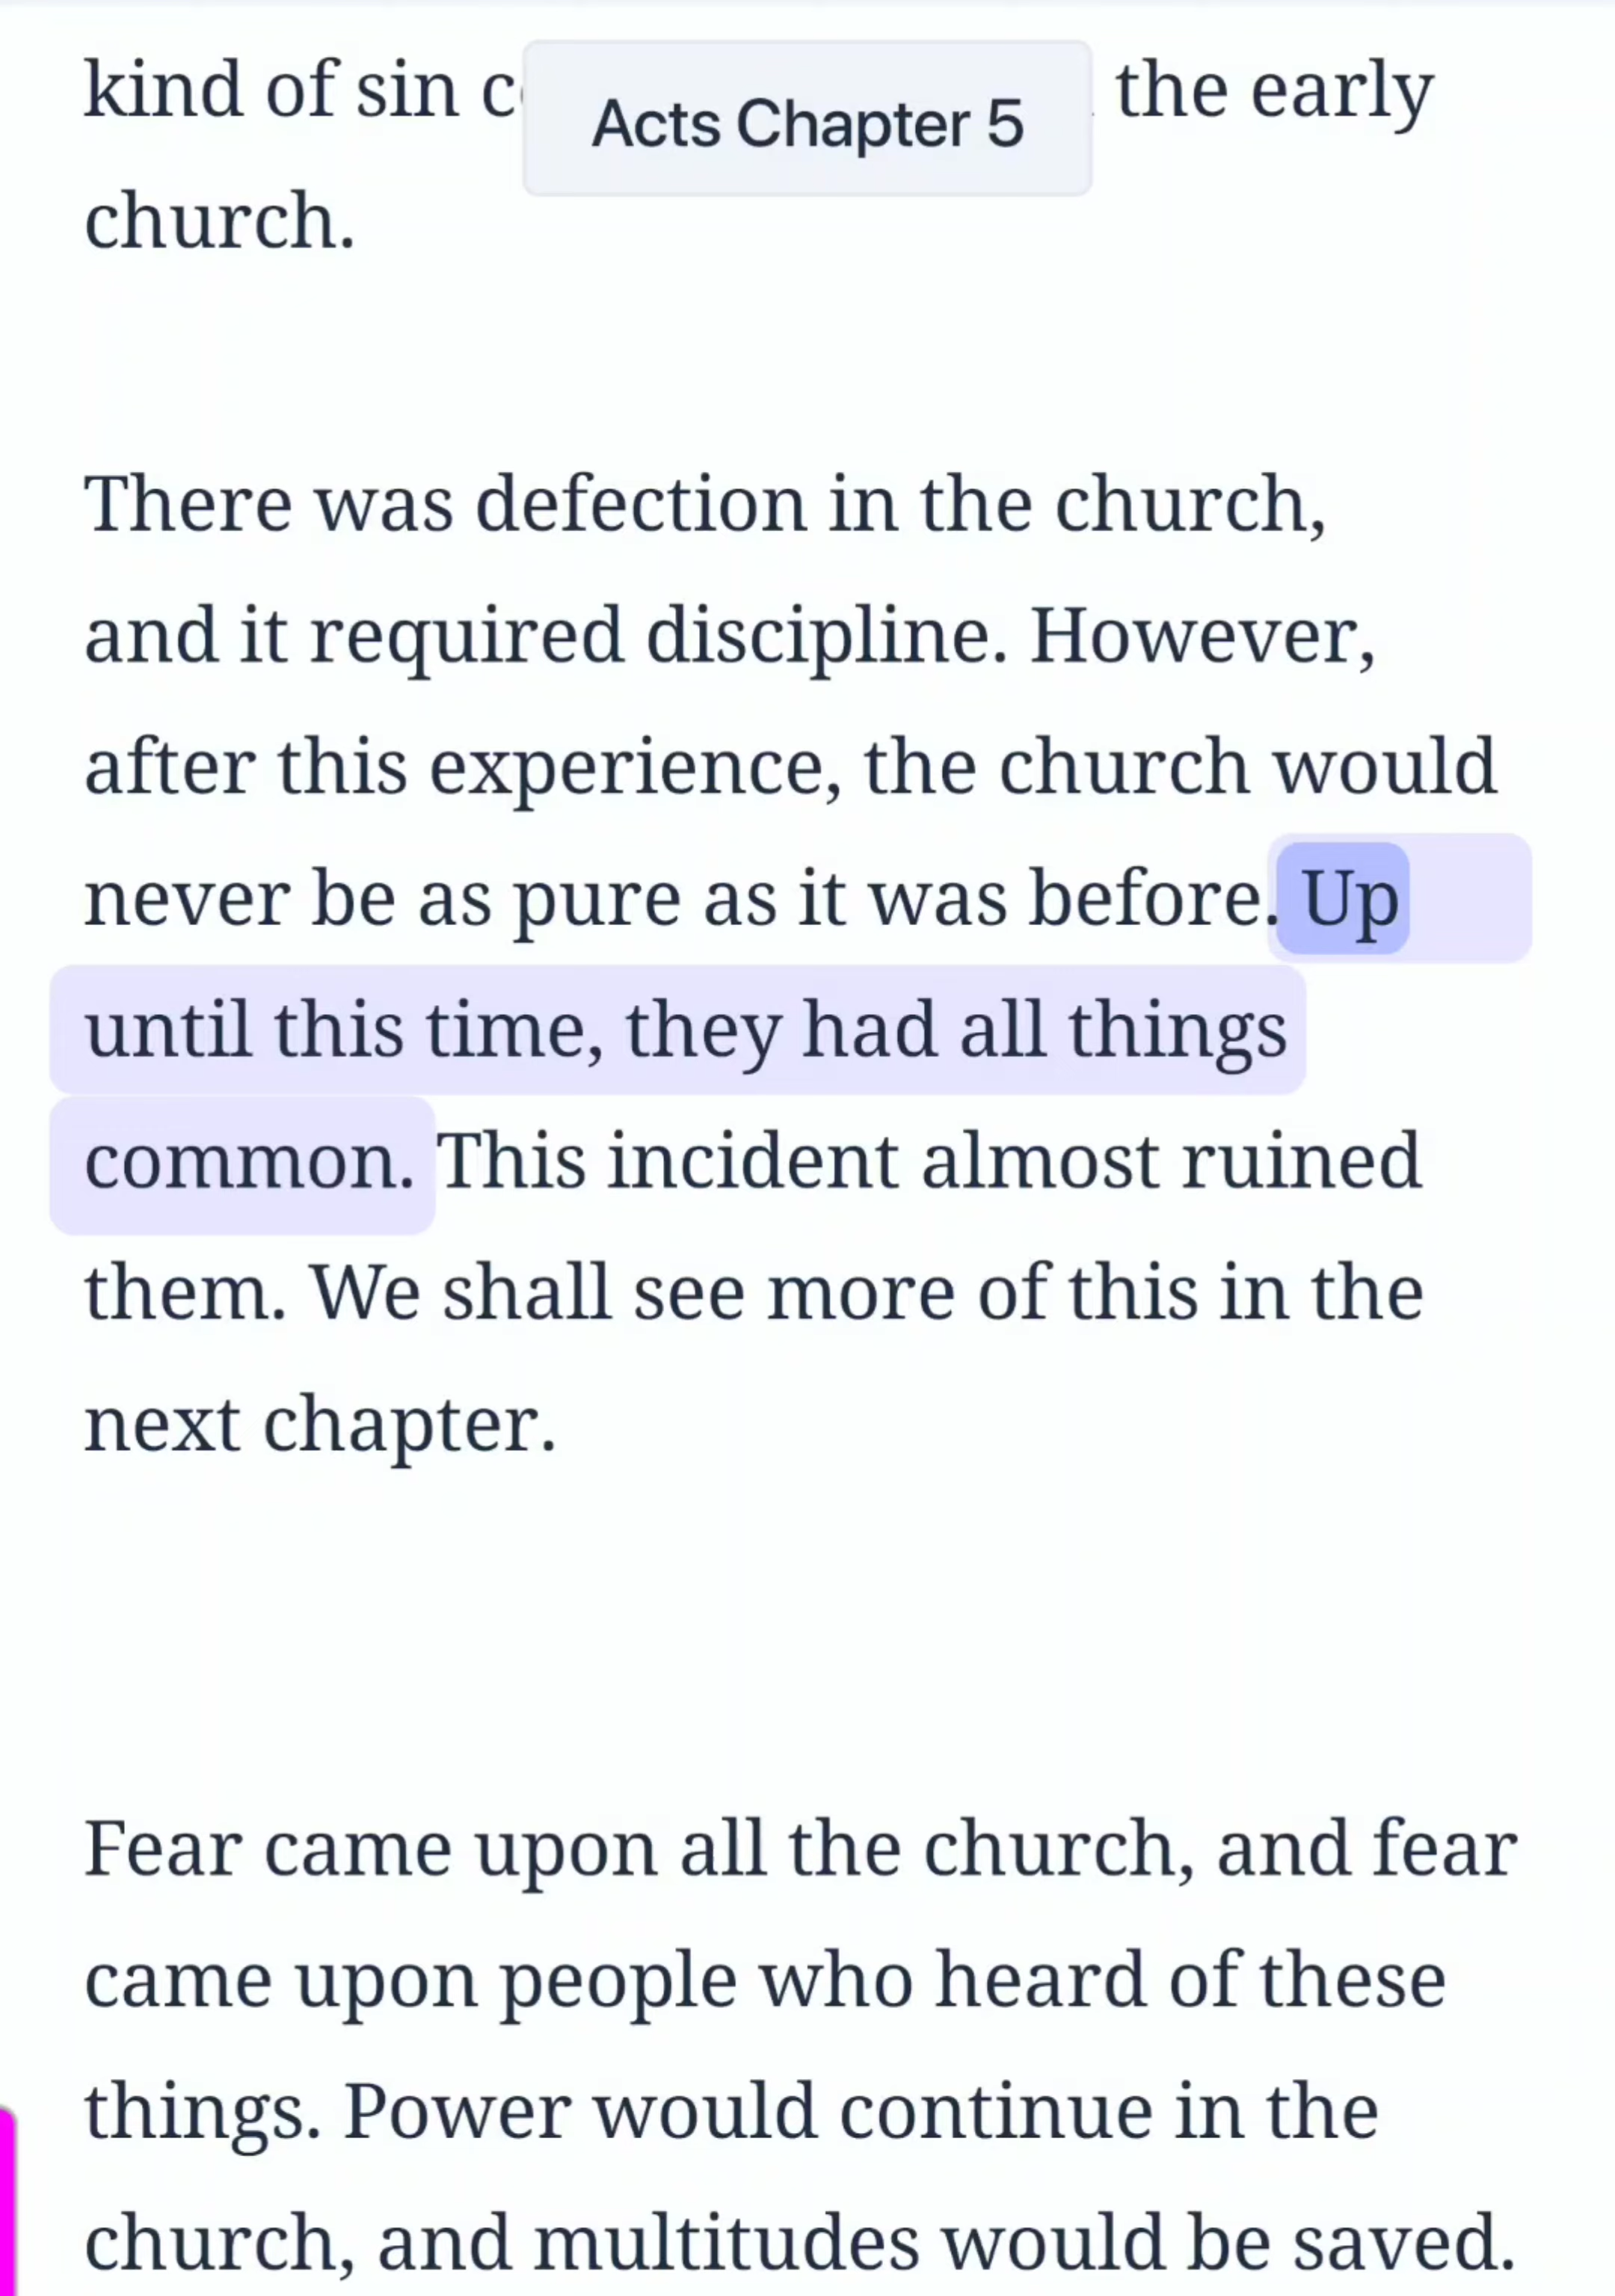 kind of sin
Acts Chapter 5
the early
church.
There was defection in the church,
and it required discipline. However,
after this experience, the church would
never be as pure as it was before. Up
until this time, they had all things
common. This incident almost ruined
them. We shall see more of this in the
next chapter.
Fear came upon all the church, and fear
came upon people who heard of these
things. Power would continue in the
church, and multitudes would be saved.